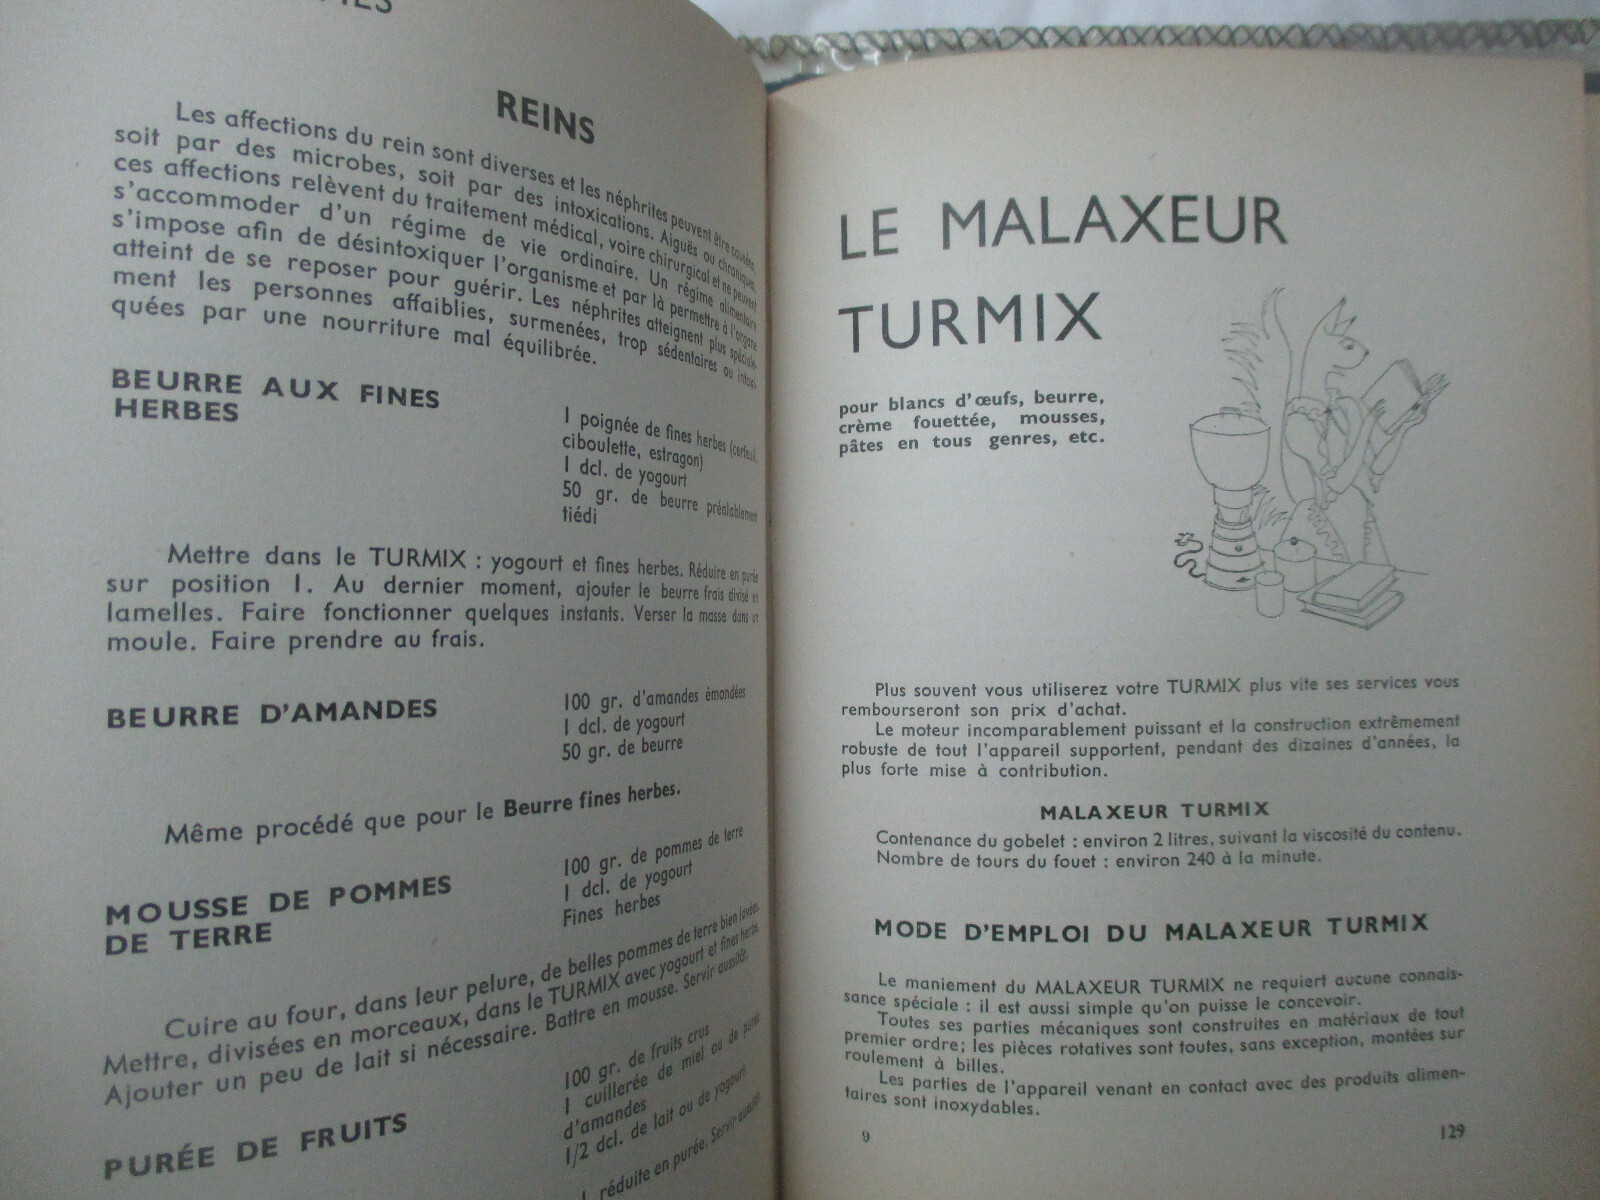 REINS
Les affections du rein sont diverses et les néphrites peuvent être causées,
soit par des microbes, soit par des intoxications. Aiguës ou chroniques,
ces affections relèvent du traitement médical, voire chirurgical et ne peuvent
s'accommoder d'un régime de vie ordinaire. Un régime alimentaire
s'impose afin de désintoxiquer l'organisme et par là permettre à l'organe
atteint de se reposer pour guérir. Les néphrites atteignent plus spéciale-
ment les personnes affaiblies, surmenées, trop sédentaires ou intoxi-
quées par une nourriture mal équilibrée.
BEURRE AUX FINES
HERBES
1 poignée de fines herbes (cerfeuil,
ciboulette, estragon)
1 dcl. de yogourt
50 gr. de beurre préalablement
tiédi
Mettre dans le TURMIX : yogourt et fines herbes. Réduire en purée
sur position 1. Au dernier moment, ajouter le beurre frais divisé en
lamelles. Faire fonctionner quelques instants. Verser la masse dans un
moule. Faire prendre au frais.
BEURRE D'AMANDES
100 gr. d'amandes émondées
1 dcl. de yogourt
50 gr. de beurre
Même procédé que pour le Beurre fines herbes.
MOUSSE DE POMMES
DE TERRE
100 gr. de pommes de terre
1 dcl. de yogourt
Fines herbes
Cuire au four, dans leur pelure, de belles pommes de terre bien lavées.
Mettre, divisées en morceaux, dans le TURMIX avec yogourt et fines herbe.
Ajouter un peu de lait si nécessaire. Battre en mousse. Servir aussitôt.
PURÉE DE FRUITS
100 gr. de fruits crus
1 cuillerée de miel ou de purée
d'amandes
1/2 dcl. de lait ou de yogourt
réduite en purée. Servir aussitôt
LE MALAXEUR
TURMIX
pour blancs d'œufs, beurre,
crème fouettée, mousses,
pâtes en tous genres, etc.
Plus souvent vous utiliserez votre TURMIX plus vite ses services vous
rembourseront son prix d'achat.
Le moteur incomparablement puissant et la construction extrêmement
robuste de tout l'appareil supportent, pendant des dizaines d'années, la
plus forte mise à contribution.
MALAXEUR TURMIX
Contenance du gobelet : environ 2 litres, suivant la viscosité du contenu.
Nombre de tours du fouet : environ 240 à la minute.
MODE D'EMPLOI DU MALAXEUR TURMIX
Le maniement du MALAXEUR TURMIX ne requiert aucune connais-
sance spéciale : il est aussi simple qu'on puisse le concevoir.
Toutes ses parties mécaniques sont construites en matériaux de tout
premier ordre; les pièces rotatives sont toutes, sans exception, montées sur
roulement à billes.
Les parties de l'appareil venant en contact avec des produits alimen-
taires sont inoxydables.
9
129